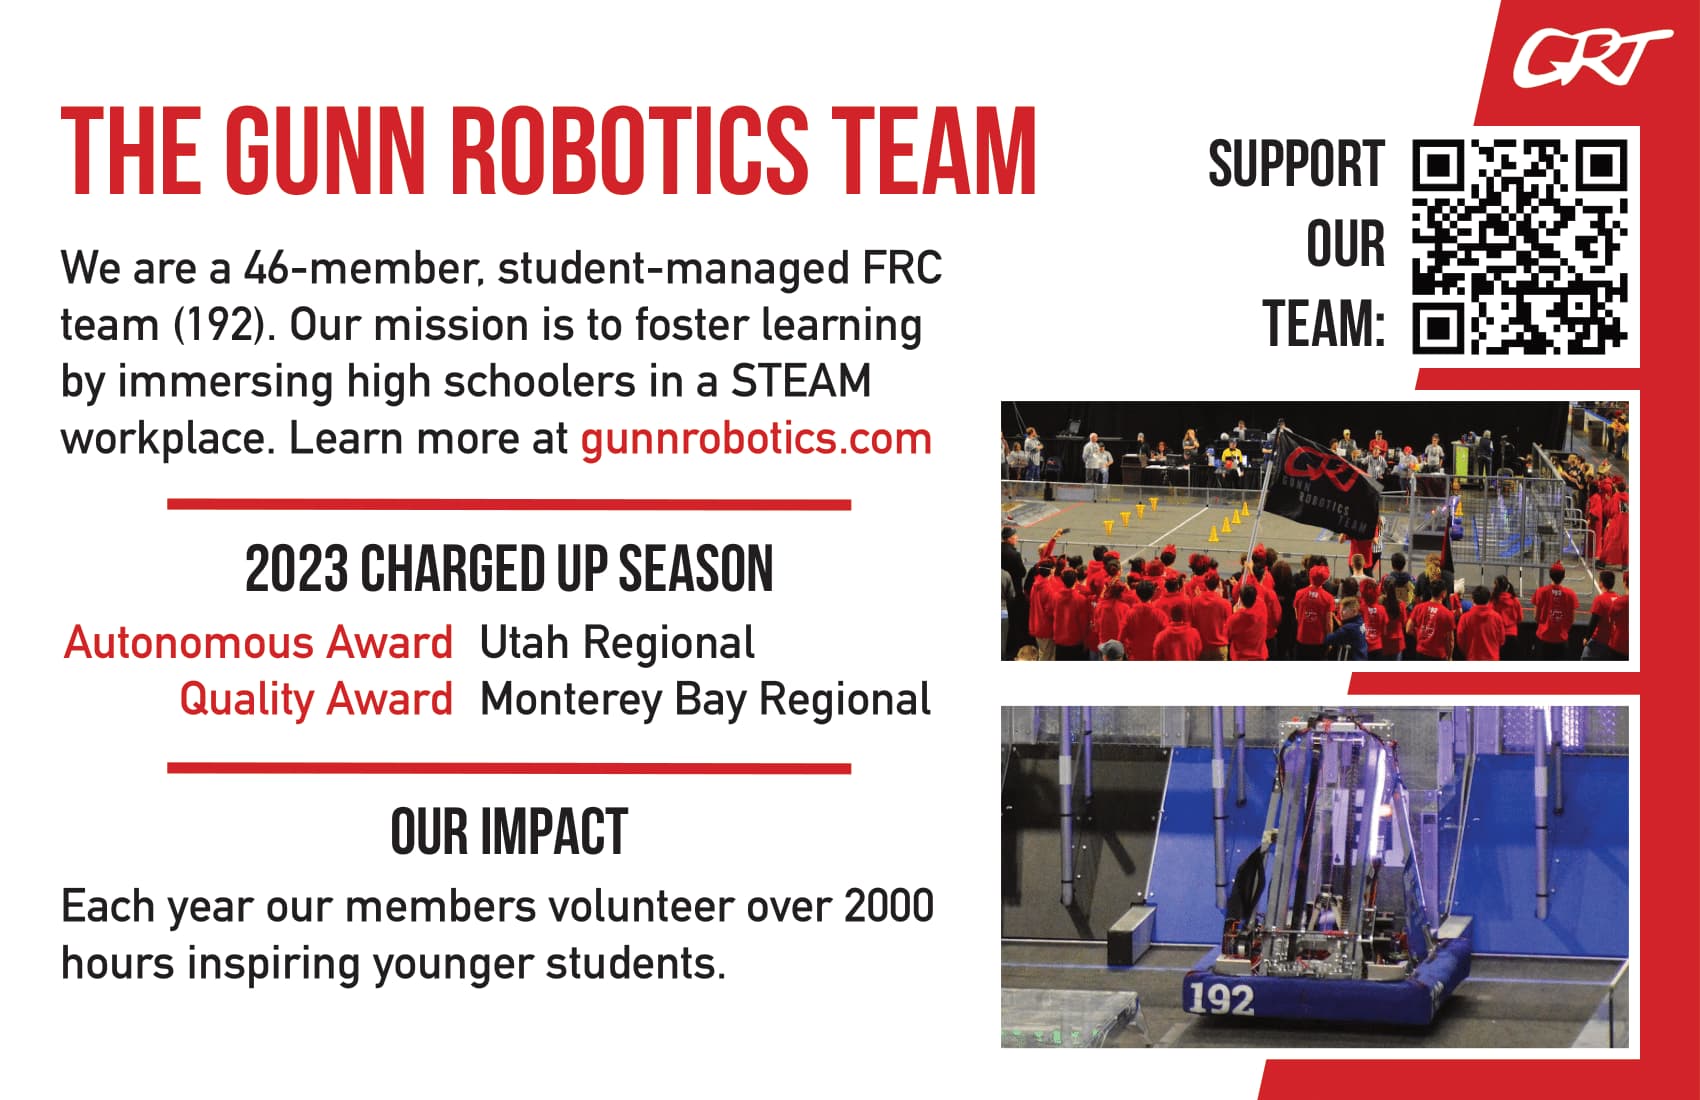 GRT
THE GUNN ROBOTICS TEAM
We are a 46-member, student-managed FRC
team (192). Our mission is to foster learning
by immersing high schoolers in a STEAM
workplace. Learn more at gunnrobotics.com
2023 CHARGED UP SEASON
Autonomous Award Utah Regional
Quality Award Monterey Bay Regional
OUR IMPACT
Each year our members volunteer over 2000
hours inspiring younger students.
SUPPORT
OUR
TEAM:
GRT
GUNN
ROBOTICS
TEAM
192